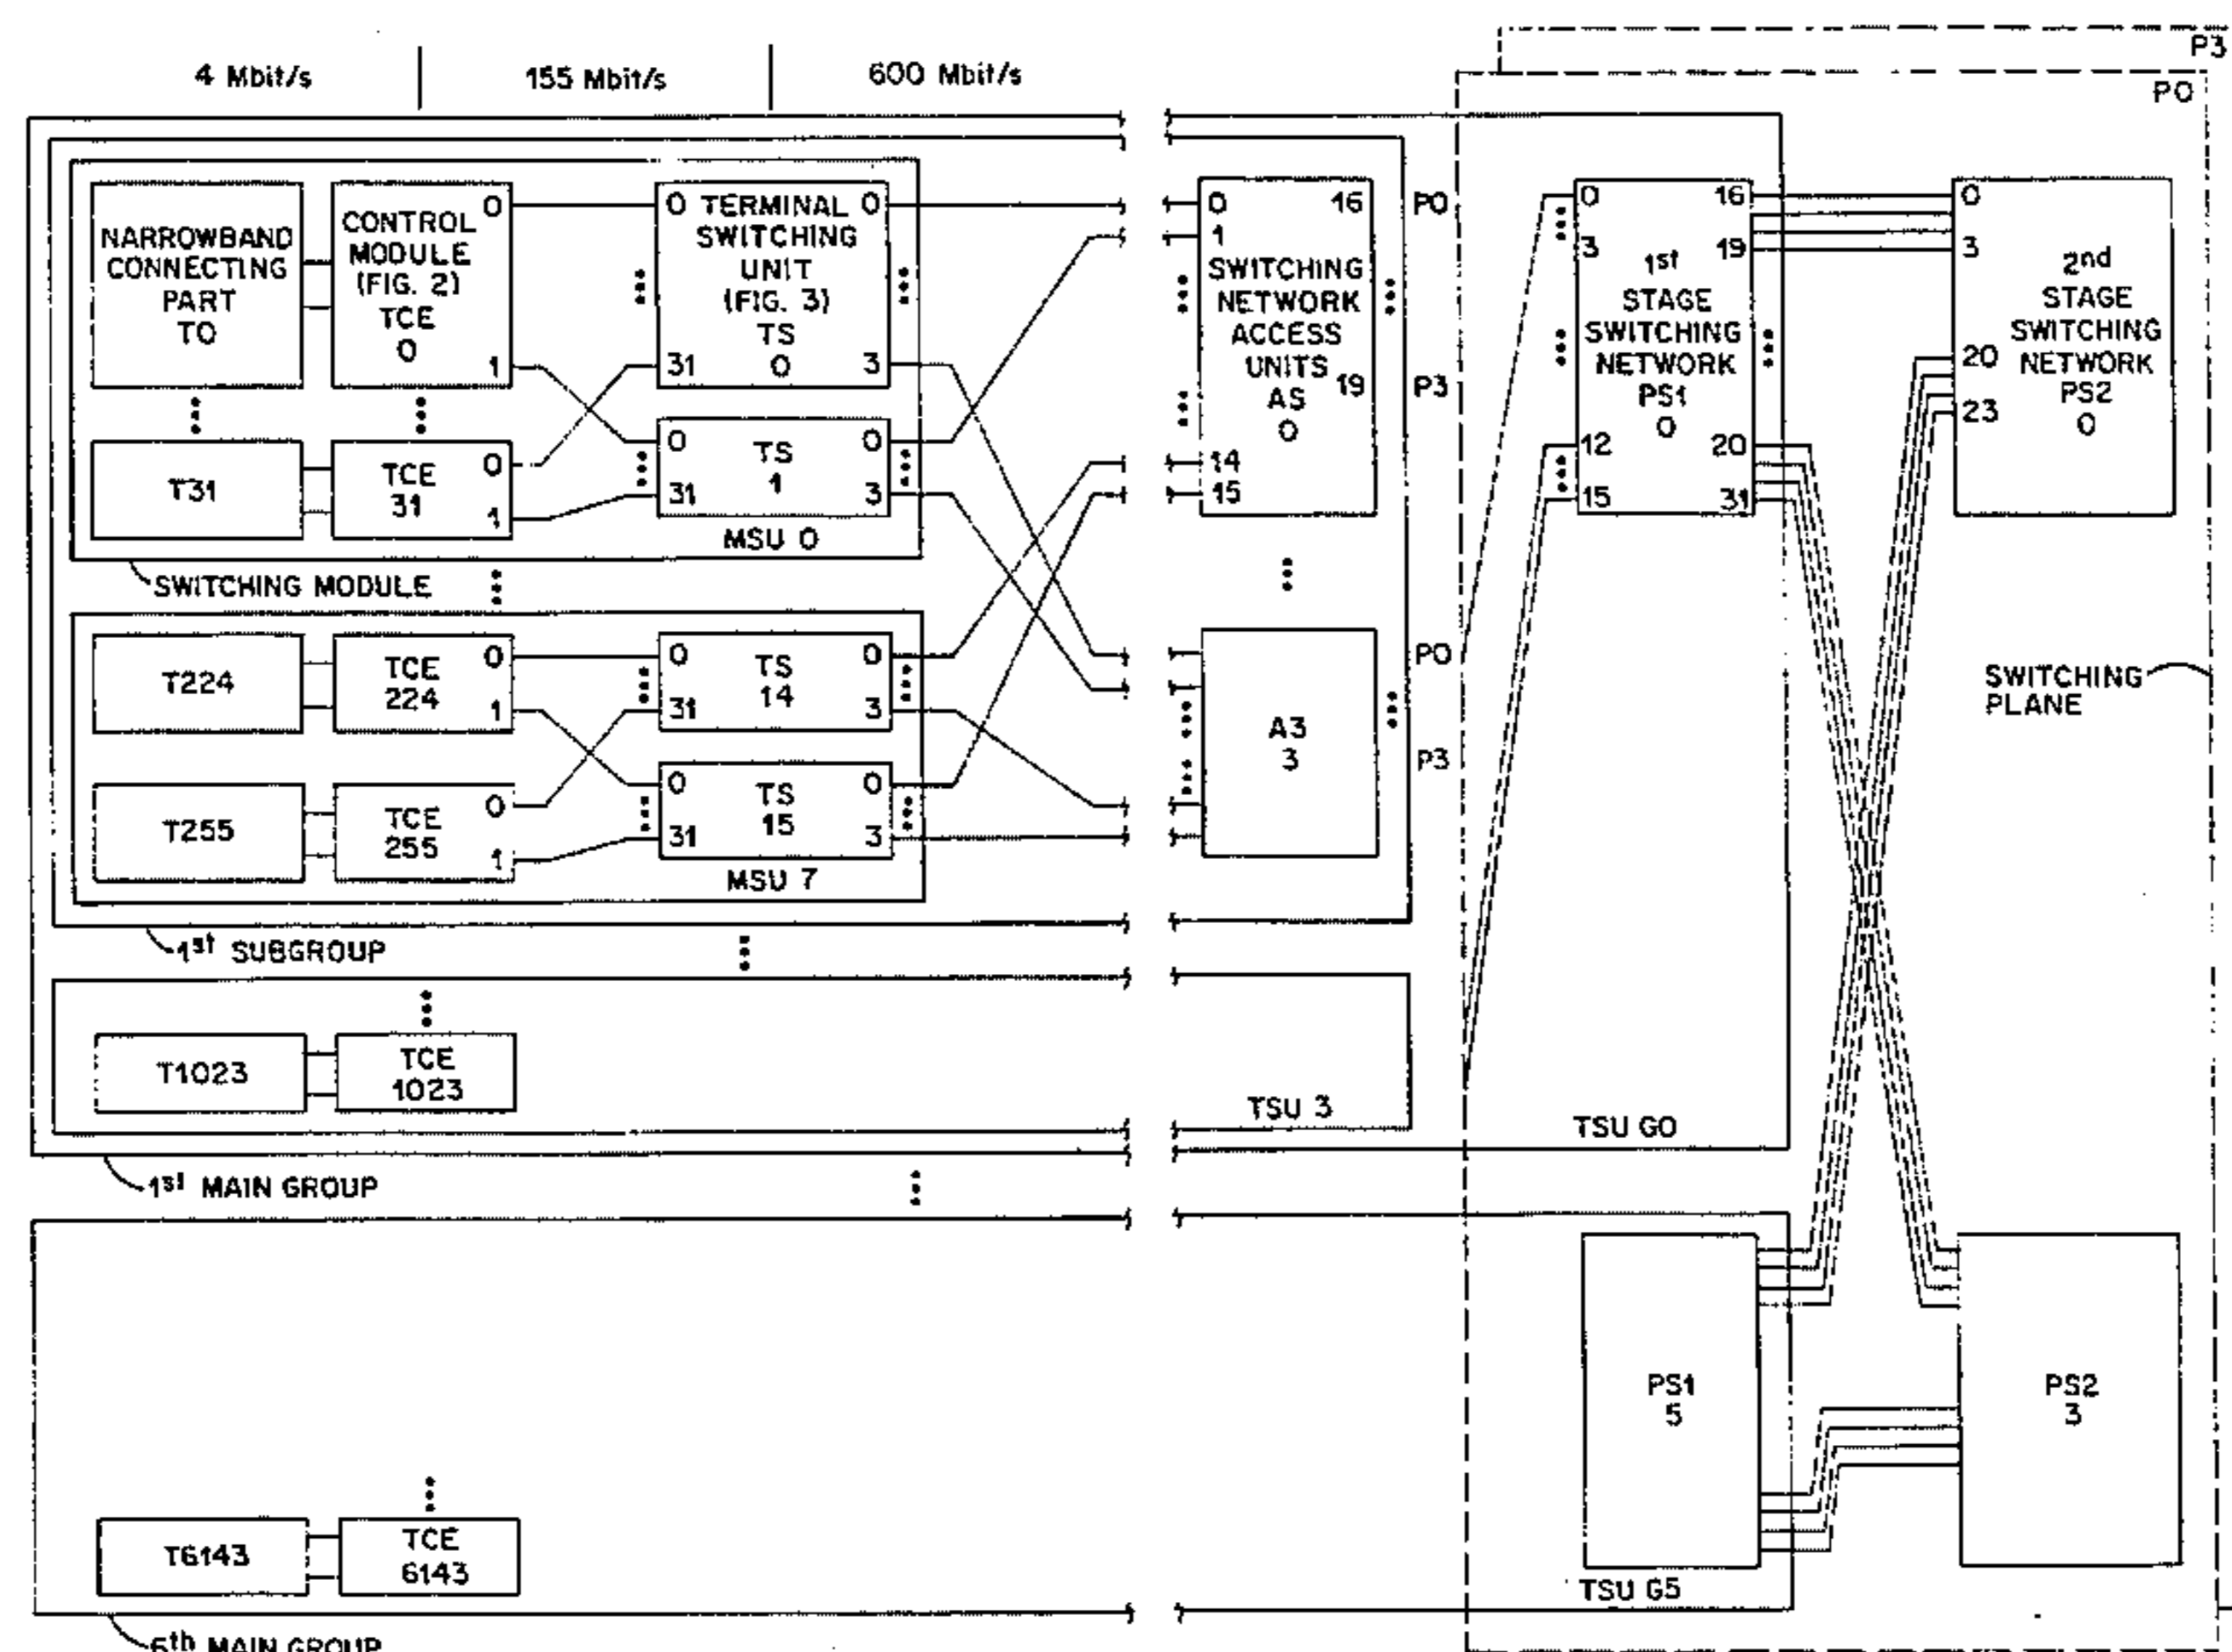 4 Mbit/s
155 Mbit/s
600 Mbit/s
P3
P0
NARROWBAND
CONNECTING
PART
TO
CONTROL
MODULE
(FIG. 2)
TCE
0
0
1
0 TERMINAL 0
SWITCHING
UNIT
(FIG. 3)
TS
31 0 3
T31
TCE
31
0
1
0 TS 0
31 1 3
MSU 0
SWITCHING MODULE
T224
TCE
224
0
1
0 TS 0
31 14 3
T255
TCE
255
0
1
0 TS 0
31 15 3
MSU 7
1st SUBGROUP
T1023
TCE
1023
1st MAIN GROUP
T6143
TCE
6143
6th MAIN GROUP
0 16
1
SWITCHING
NETWORK
ACCESS
UNITS 19
AS
0
14
15
P0
P3
A3
3
P0
P3
TSU 3
0 16
3 19
1st
STAGE
SWITCHING
NETWORK
PS1
0
12 20
15 31
TSU G0
0
3
2nd
STAGE
SWITCHING
NETWORK
PS2
0
20
23
SWITCHING
PLANE
PS1
5
TSU G5
PS2
3